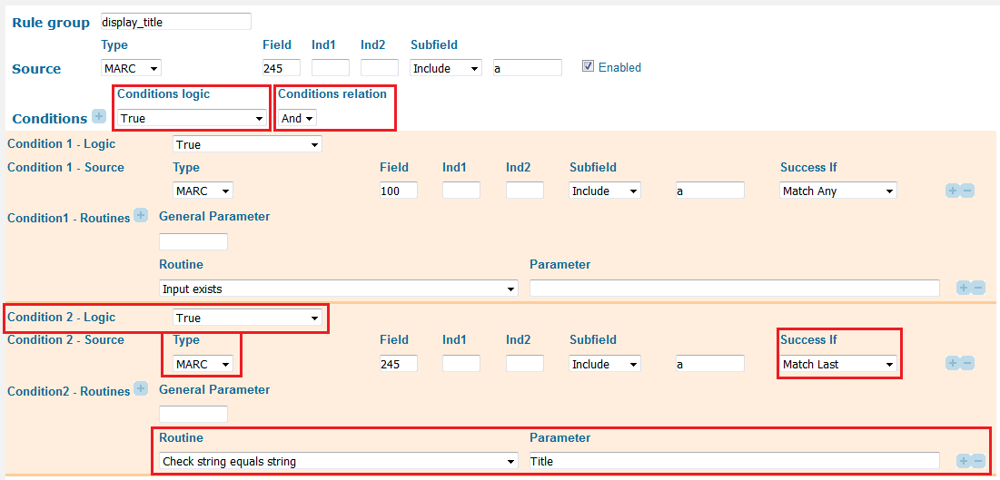 Rule group display_title
Type Field Ind1 Ind2 Subfield
Source MARC 245 Include a Enabled
Conditions logic Conditions relation
Conditions + True And
Condition 1 - Logic True
Condition 1 - Source Type Field Ind1 Ind2 Subfield Success If
MARC 100 Include a Match Any + −
Condition1 - Routines + General Parameter
Routine Parameter
Input exists + −
Condition 2 - Logic True
Condition 2 - Source Type Field Ind1 Ind2 Subfield Success If
MARC 245 Include a Match Last + −
Condition2 - Routines + General Parameter
Routine Parameter
Check string equals string Title + −